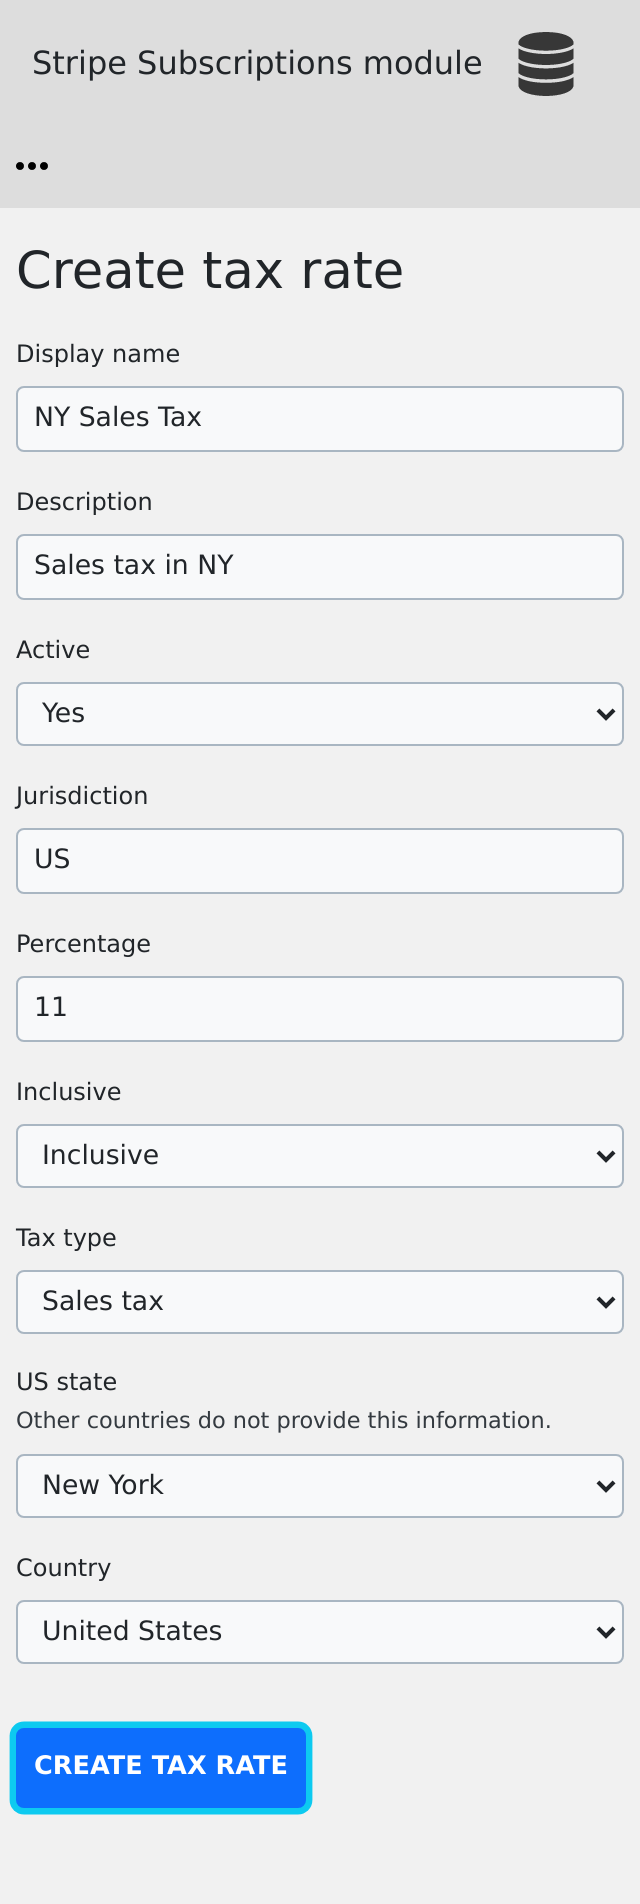 Stripe Subscriptions module
Create tax rate
Display name
NY Sales Tax
Description
Sales tax in NY
Active
Yes
Jurisdiction
US
Percentage
11
Inclusive
Inclusive
Tax type
Sales tax
US state
Other countries do not provide this information.
New York
Country
United States
CREATE TAX RATE